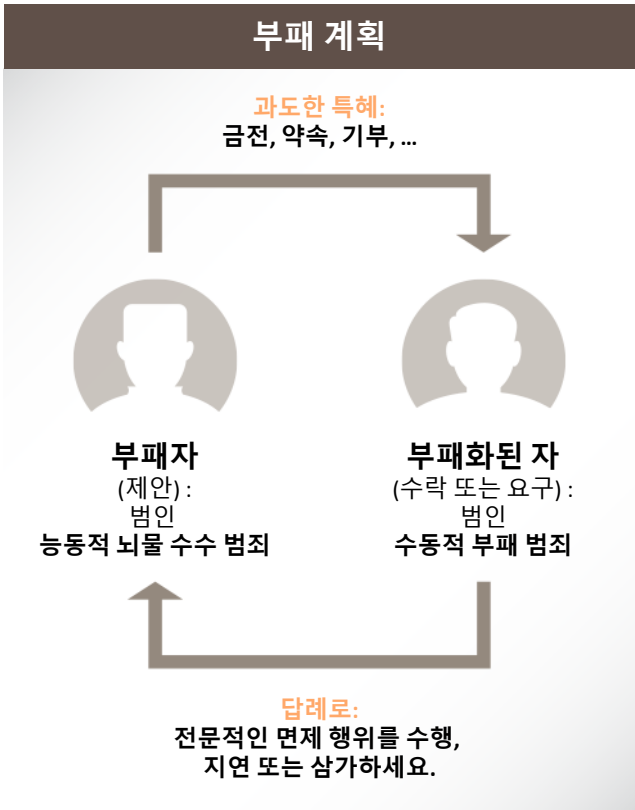 부패 계획
과도한 특혜:
금전, 약속, 기부, ...
부패자
(제안) :
범인
능동적 뇌물 수수 범죄
부패화된 자
(수락 또는 요구) :
범인
수동적 부패 범죄
답례로:
전문적인 면제 행위를 수행,
지연 또는 삼가하세요.